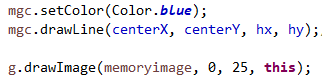 mgc.setColor(Color.blue);
mgc.drawLine(centerX, centerY, hx, hy);
g.drawImage(memoryimage, 0, 25, this);